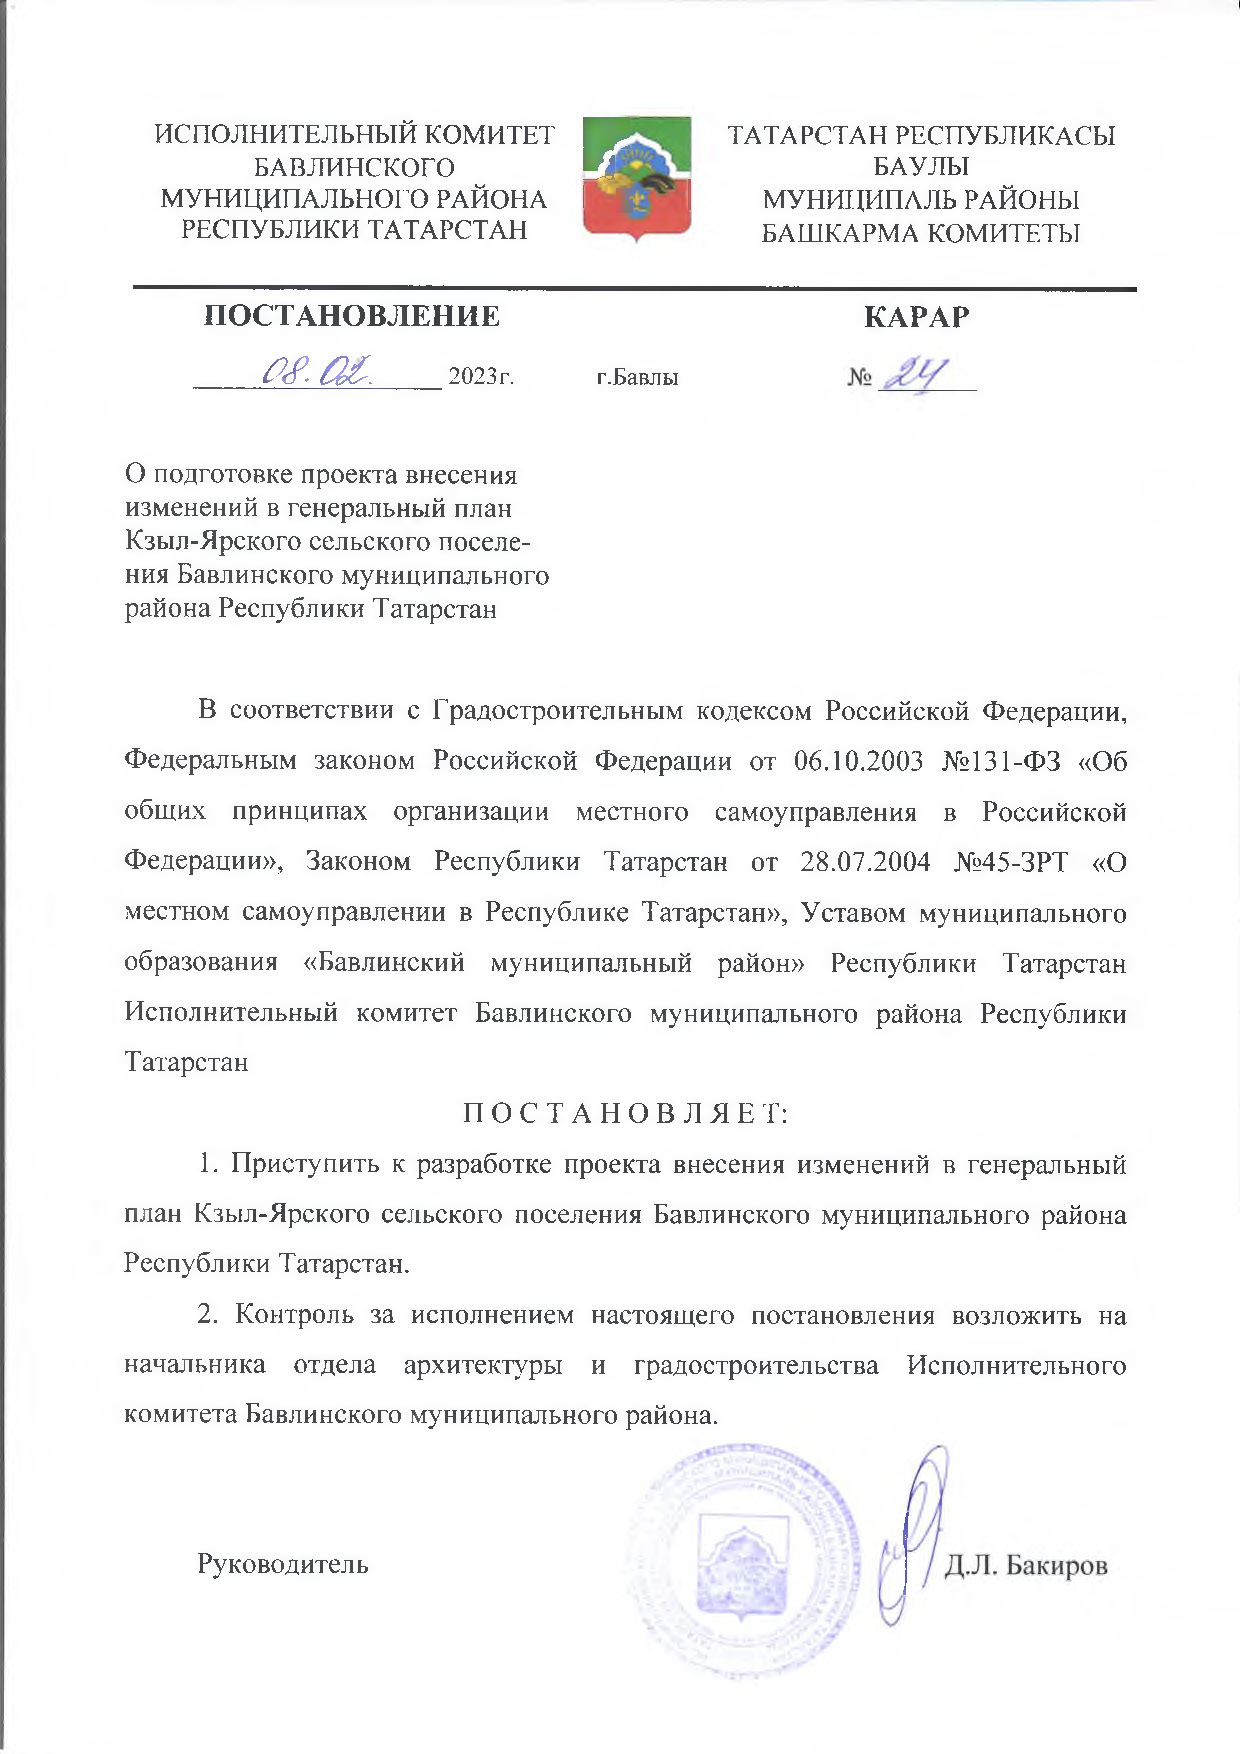 ИСПОЛНИТЕЛЬНЫЙ КОМИТЕТ
БАВЛИНСКОГО
МУНИЦИПАЛЬНОГО РАЙОНА
РЕСПУБЛИКИ ТАТАРСТАН
ТАТАРСТАН РЕСПУБЛИКАСЫ
БАУЛЫ
МУНИЦИПАЛЬ РАЙОНЫ
БАШКАРМА КОМИТЕТЫ
ПОСТАНОВЛЕНИЕ
КАРАР
08.02. 2023г.
г.Бавлы
№ 24
О подготовке проекта внесения
изменений в генеральный план
Кзыл-Ярского сельского поселе-
ния Бавлинского муниципального
района Республики Татарстан
В соответствии с Градостроительным кодексом Российской Федерации,
Федеральным законом Российской Федерации от 06.10.2003 №131-ФЗ «Об
общих принципах организации местного самоуправления в Российской
Федерации», Законом Республики Татарстан от 28.07.2004 №45-ЗРТ «О
местном самоуправлении в Республике Татарстан», Уставом муниципального
образования «Бавлинский муниципальный район» Республики Татарстан
Исполнительный комитет Бавлинского муниципального района Республики
Татарстан
П О С Т А Н О В Л Я Е Т:
1. Приступить к разработке проекта внесения изменений в генеральный
план Кзыл-Ярского сельского поселения Бавлинского муниципального района
Республики Татарстан.
2. Контроль за исполнением настоящего постановления возложить на
начальника отдела архитектуры и градостроительства Исполнительного
комитета Бавлинского муниципального района.
Руководитель
Д.Л. Бакиров